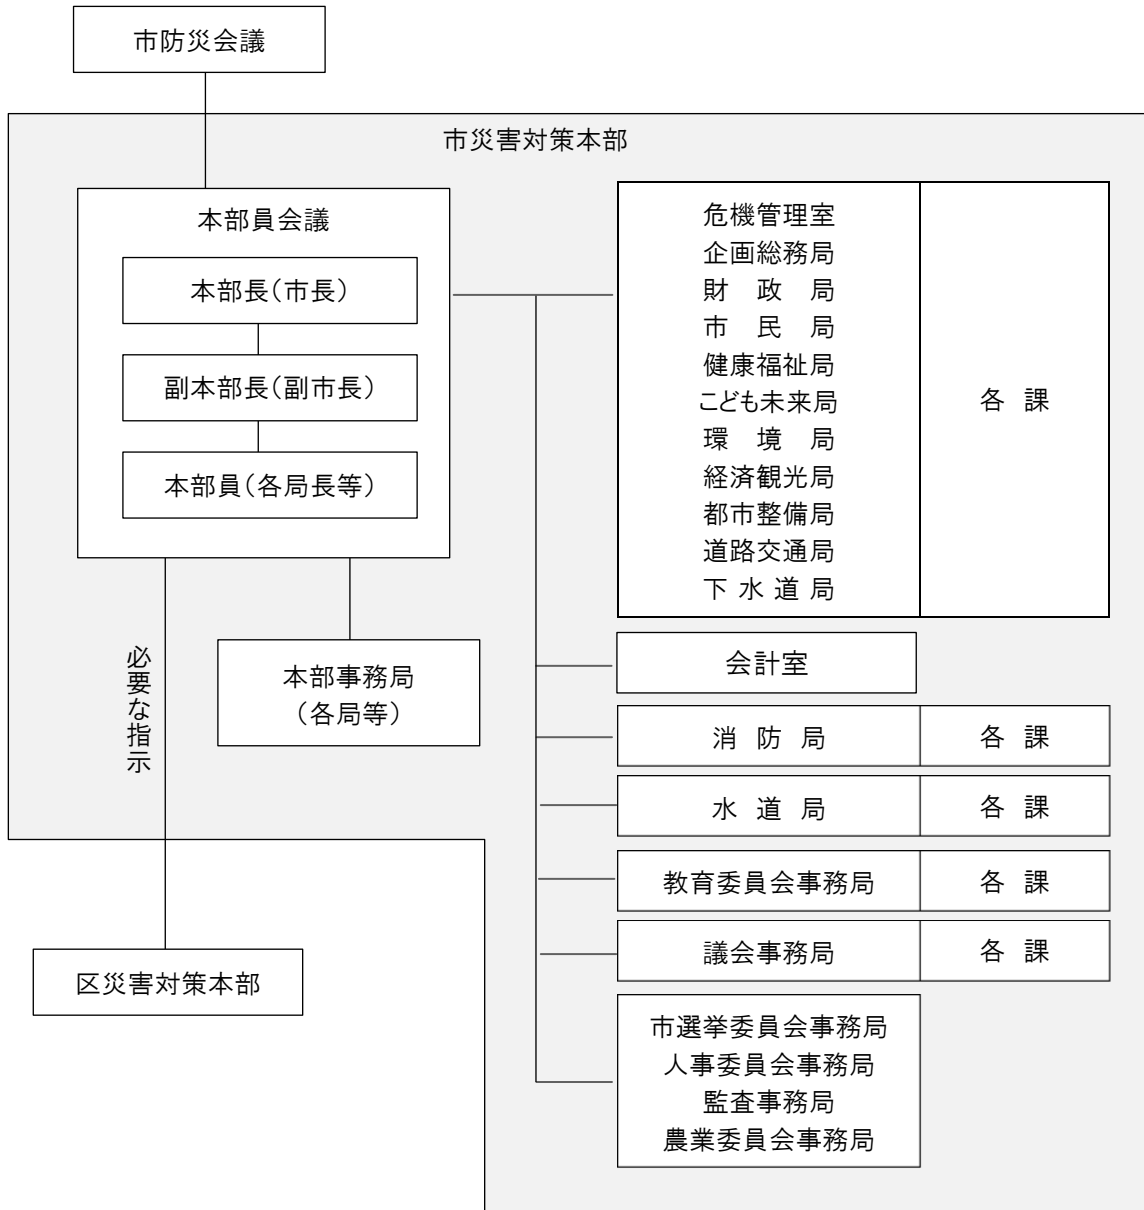 市防災会議
市災害対策本部
本部員会議
本部長(市長)
副本部長(副市長)
本部員(各局長等)
必要な指示
本部事務局
(各局等)
区災害対策本部
危機管理室
企画総務局
財政局
市民局
健康福祉局
こども未来局
環境局
経済観光局
都市整備局
道路交通局
下水道局
各課
会計室
消防局 各課
水道局 各課
教育委員会事務局 各課
議会事務局 各課
市選挙委員会事務局
人事委員会事務局
監査事務局
農業委員会事務局